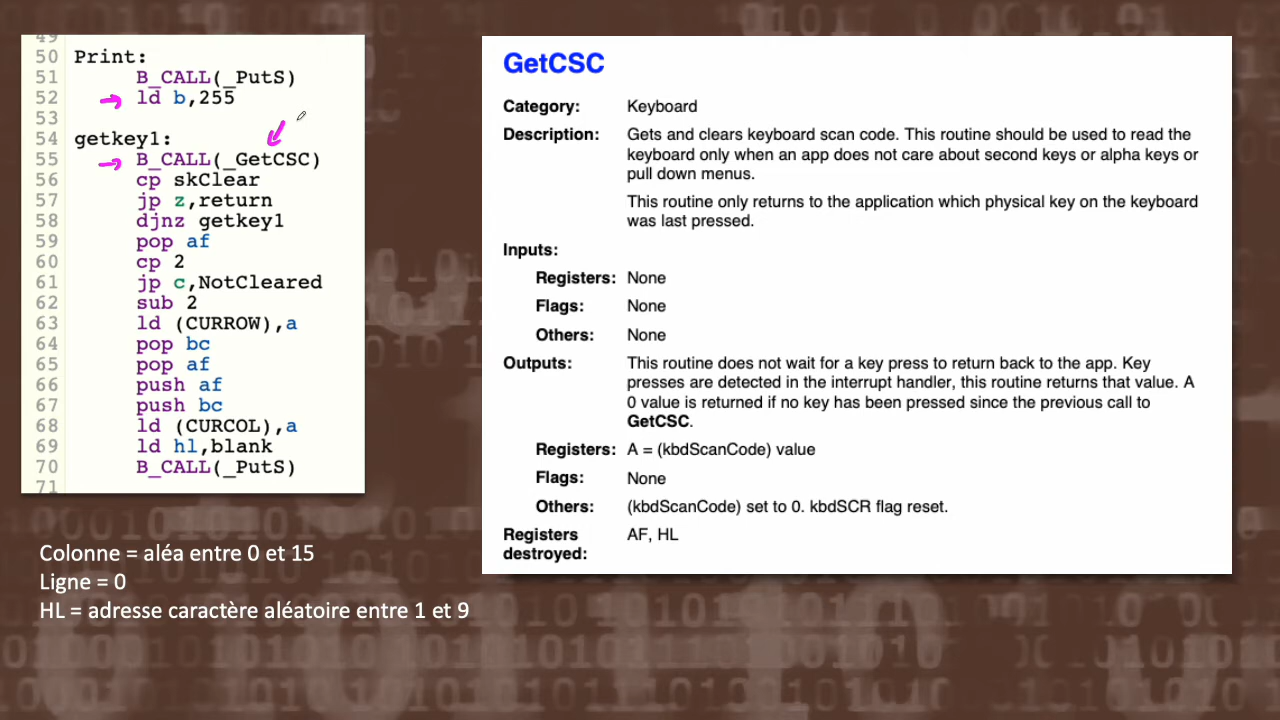 49
50 Print:
51 B_CALL(_PutS)
52 ld b,255
53
54 getkey1:
55 B_CALL(_GetCSC)
56 cp skClear
57 jp z,return
58 djnz getkey1
59 pop af
60 cp 2
61 jp c,NotCleared
62 sub 2
63 ld (CURROW),a
64 pop bc
65 pop af
66 push af
67 push bc
68 ld (CURCOL),a
69 ld hl,blank
70 B_CALL(_PutS)
71
Colonne = aléa entre 0 et 15
Ligne = 0
HL = adresse caractère aléatoire entre 1 et 9
GetCSC
Category: Keyboard
Description: Gets and clears keyboard scan code. This routine should be used to read the
keyboard only when an app does not care about second keys or alpha keys or
pull down menus.
This routine only returns to the application which physical key on the keyboard
was last pressed.
Inputs:
Registers: None
Flags: None
Others: None
Outputs: This routine does not wait for a key press to return back to the app. Key
presses are detected in the interrupt handler, this routine returns that value. A
0 value is returned if no key has been pressed since the previous call to
GetCSC.
Registers: A = (kbdScanCode) value
Flags: None
Others: (kbdScanCode) set to 0. kbdSCR flag reset.
Registers AF, HL
destroyed: